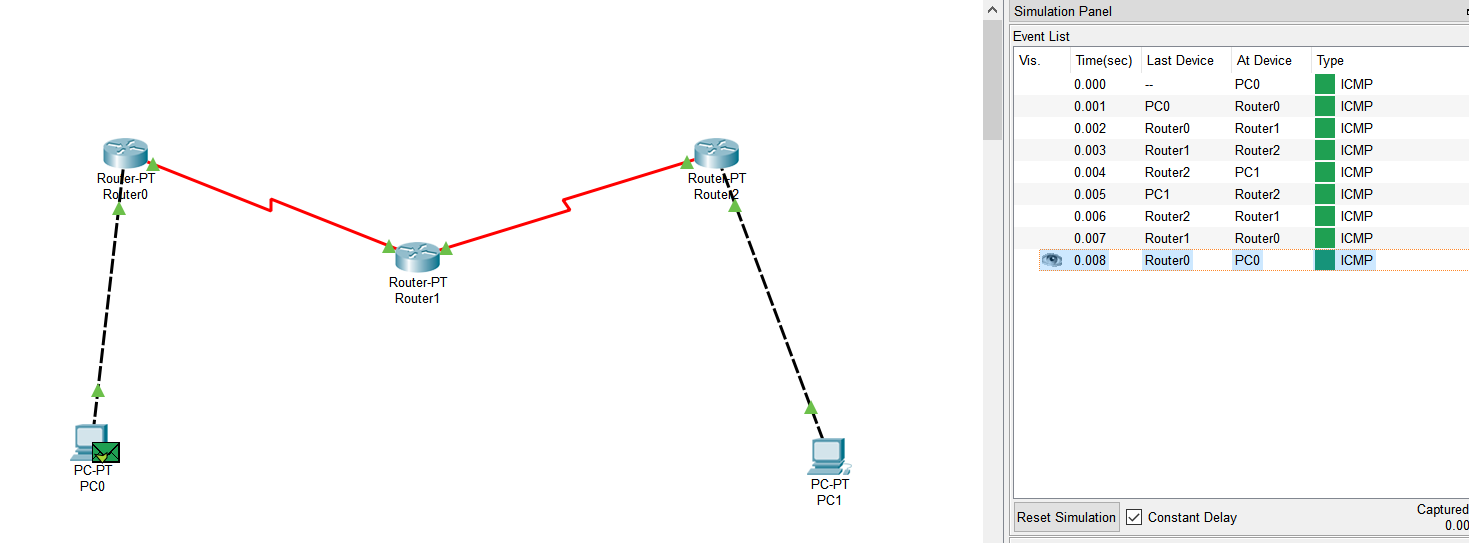 Simulation Panel
Event List
Vis. Time(sec) Last Device At Device Type
0.000 -- PC0 ICMP
0.001 PC0 Router0 ICMP
0.002 Router0 Router1 ICMP
0.003 Router1 Router2 ICMP
0.004 Router2 PC1 ICMP
0.005 PC1 Router2 ICMP
0.006 Router2 Router1 ICMP
0.007 Router1 Router0 ICMP
0.008 Router0 PC0 ICMP
Reset Simulation Constant Delay
Captured
0.00
Router-PT
Router0
Router-PT
Router2
Router-PT
Router1
PC-PT
PC0
PC-PT
PC1